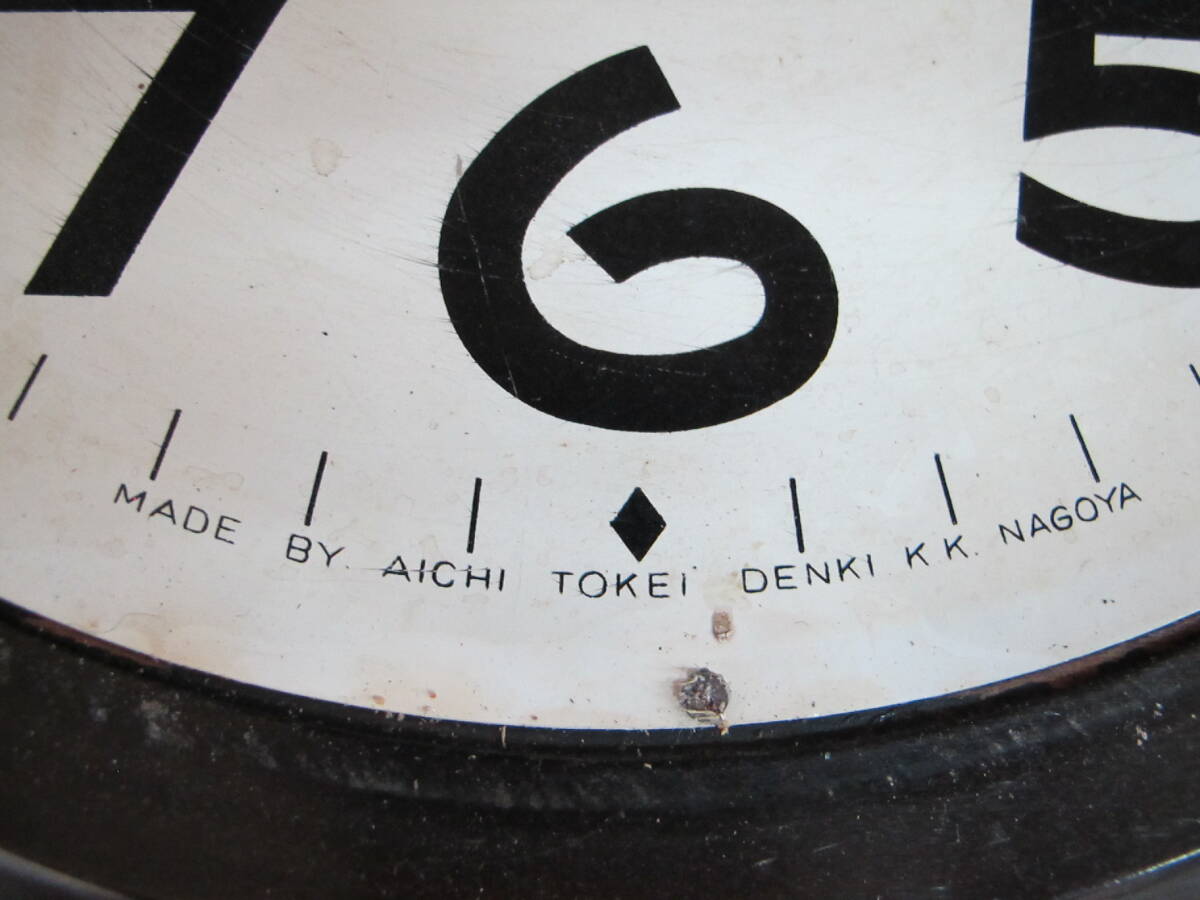 7 6 5
MADE BY. AICHI TOKEI DENKI K.K. NAGOYA